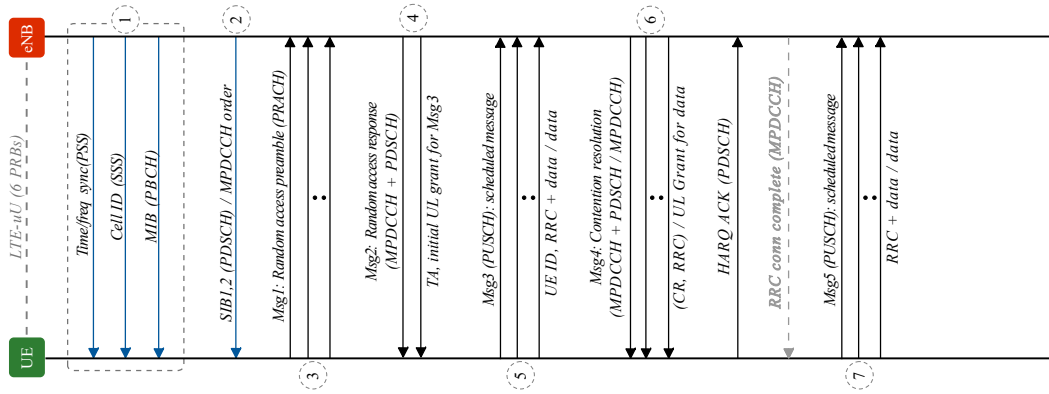 UE
LTE-uU (6 PRBs)
eNB
1
Time/freq sync(PSS)
Cell ID (SSS)
MIB (PBCH)
2
SIB1,2 (PDSCH) / MPDCCH order
Msg1: Random access preamble (PRACH)
3
4
Msg2: Random access response
(MPDCCH + PDSCH)
TA, initial UL grant for Msg3
Msg3 (PUSCH): scheduled message
UE ID, RRC + data / data
5
6
Msg4: Contention resolution
(MPDCCH + PDSCH / MPDCCH)
(CR, RRC) / UL Grant for data
HARQ ACK (PDSCH)
RRC conn complete (MPDCCH)
Msg5 (PUSCH): scheduled message
RRC + data / data
7